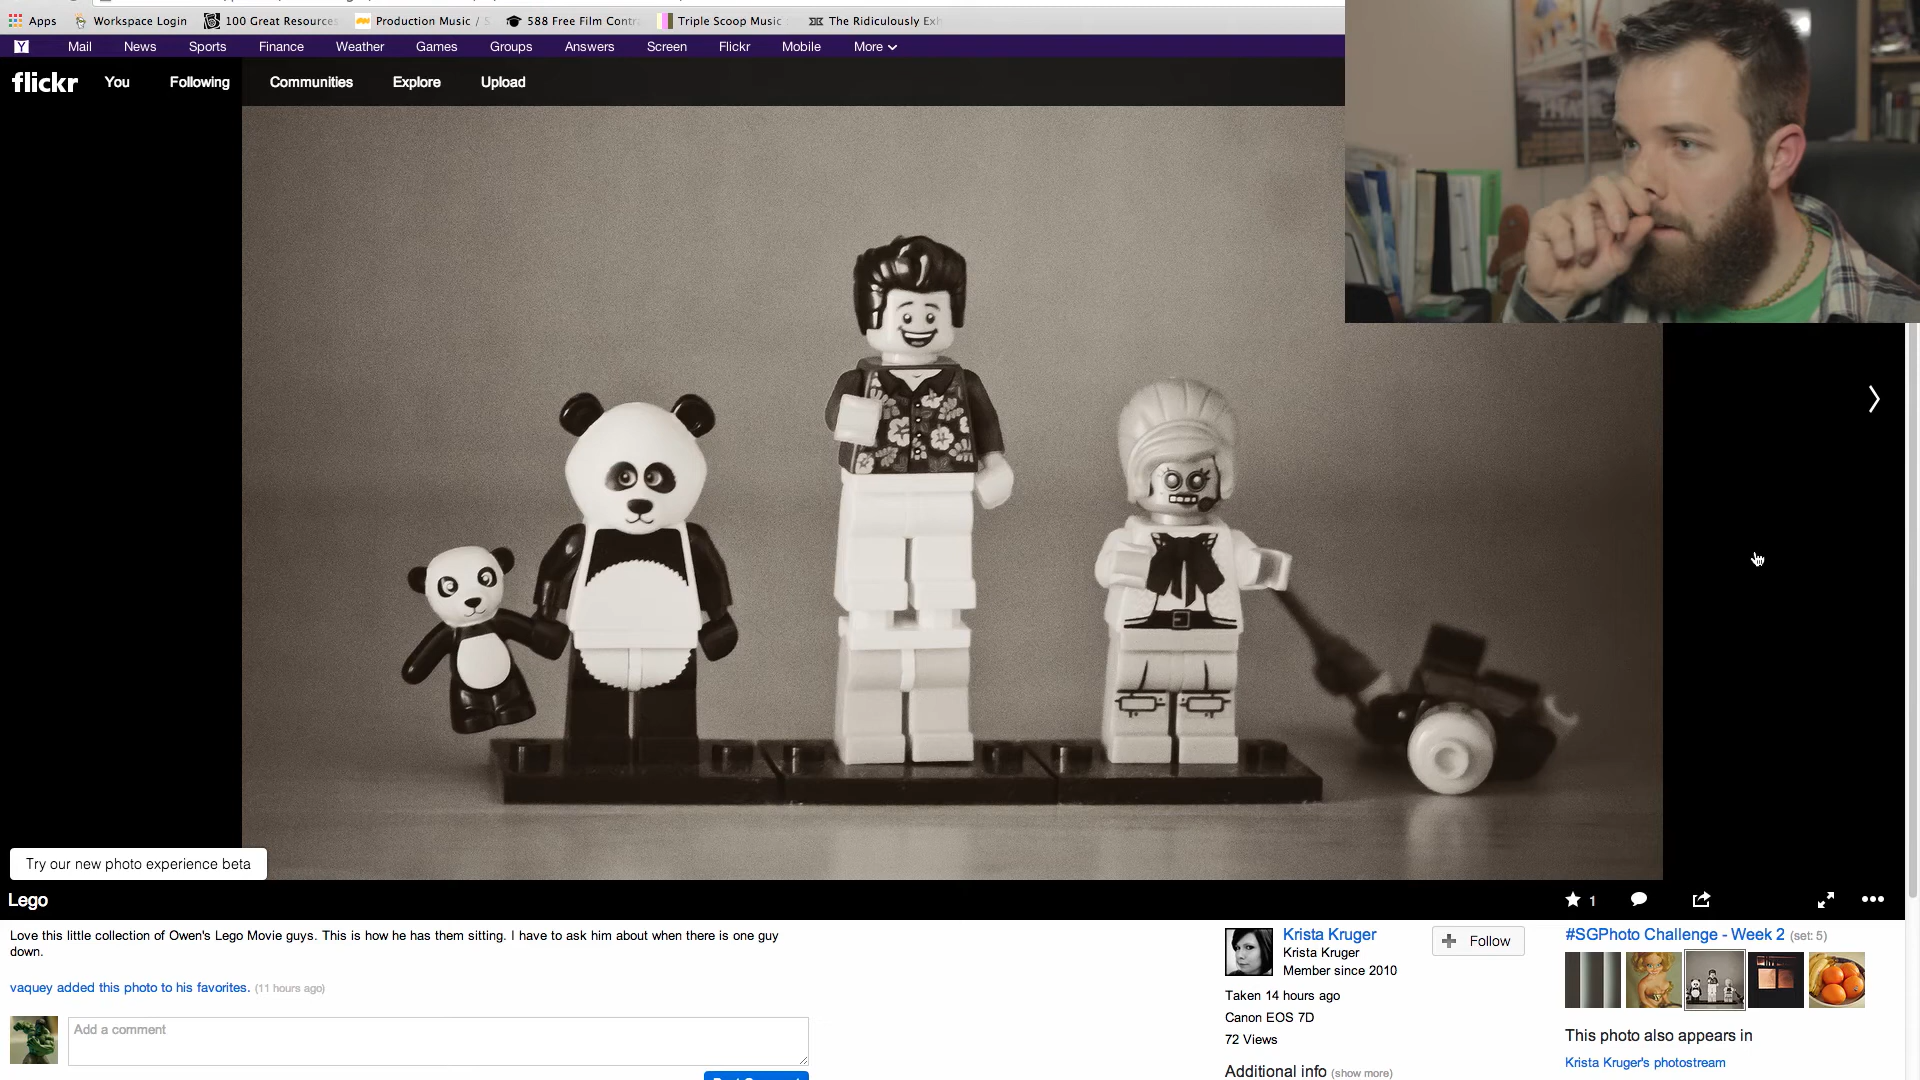 Apps Workspace Login 100 Great Resources Production Music / S 588 Free Film Contr Triple Scoop Music The Ridiculously Exh
Y Mail News Sports Finance Weather Games Groups Answers Screen Flickr Mobile More
flickr You Following Communities Explore Upload
Try our new photo experience beta
Lego
1
Love this little collection of Owen's Lego Movie guys. This is how he has them sitting. I have to ask him about when there is one guy
down.
vaquey added this photo to his favorites. (11 hours ago)
Add a comment
Krista Kruger
Krista Kruger
Member since 2010
Follow
Taken 14 hours ago
Canon EOS 7D
72 Views
Additional info (show more)
#SGPhoto Challenge - Week 2 (set: 5)
This photo also appears in
Krista Kruger's photostream